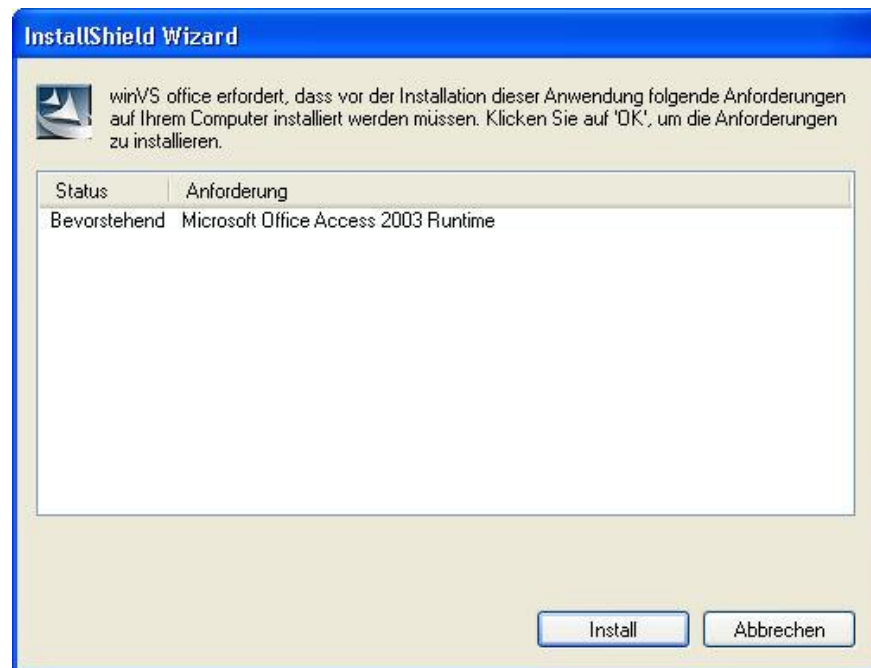 InstallShield Wizard
winVS office erfordert, dass vor der Installation dieser Anwendung folgende Anforderungen
auf Ihrem Computer installiert werden müssen. Klicken Sie auf 'OK', um die Anforderungen
zu installieren.
Status Anforderung
Bevorstehend Microsoft Office Access 2003 Runtime
Install Abbrechen